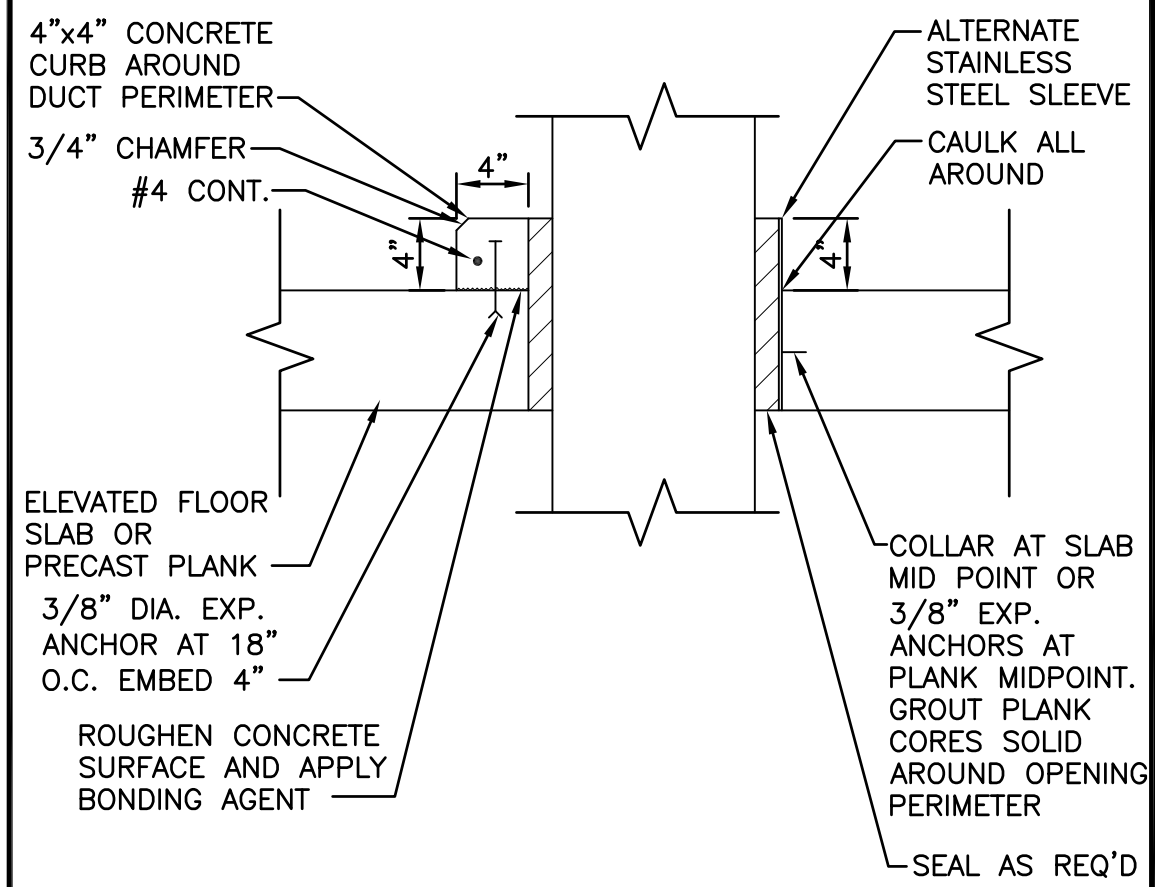 4"x4" CONCRETE
CURB AROUND
DUCT PERIMETER
3/4" CHAMFER
#4 CONT.
4"
4"
ELEVATED FLOOR
SLAB OR
PRECAST PLANK
3/8" DIA. EXP.
ANCHOR AT 18"
O.C. EMBED 4"
ROUGHEN CONCRETE
SURFACE AND APPLY
BONDING AGENT
ALTERNATE
STAINLESS
STEEL SLEEVE
CAULK ALL
AROUND
4"
COLLAR AT SLAB
MID POINT OR
3/8" EXP.
ANCHORS AT
PLANK MIDPOINT.
GROUT PLANK
CORES SOLID
AROUND OPENING
PERIMETER
SEAL AS REQ'D